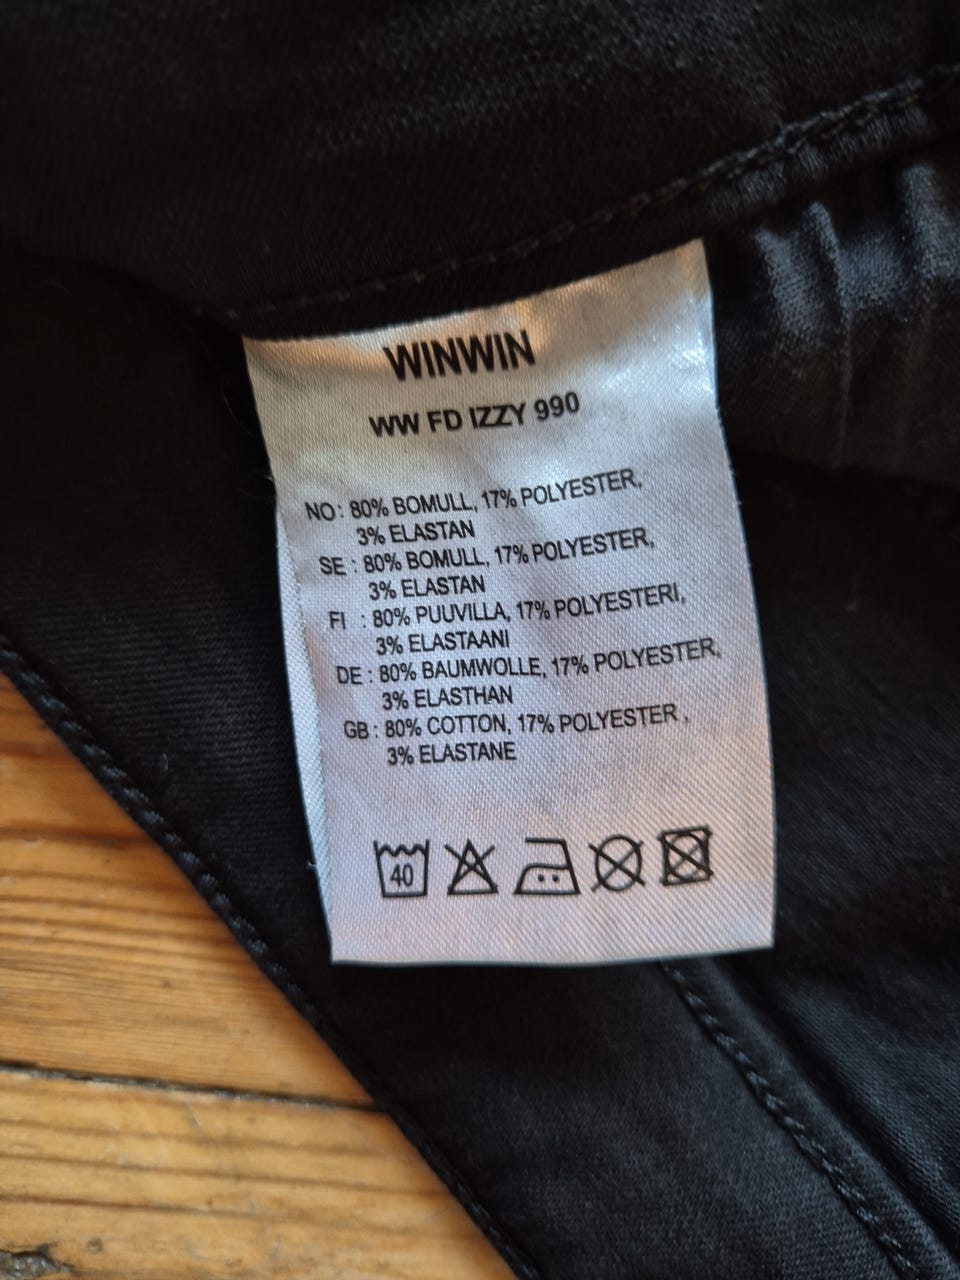 WINWIN
WW FD IZZY 990
NO : 80% BOMULL, 17% POLYESTER,
3% ELASTAN
SE : 80% BOMULL, 17% POLYESTER,
3% ELASTAN
FI : 80% PUUVILLA, 17% POLYESTERI,
3% ELASTAANI
DE : 80% BAUMWOLLE, 17% POLYESTER,
3% ELASTHAN
GB : 80% COTTON, 17% POLYESTER ,
3% ELASTANE
40